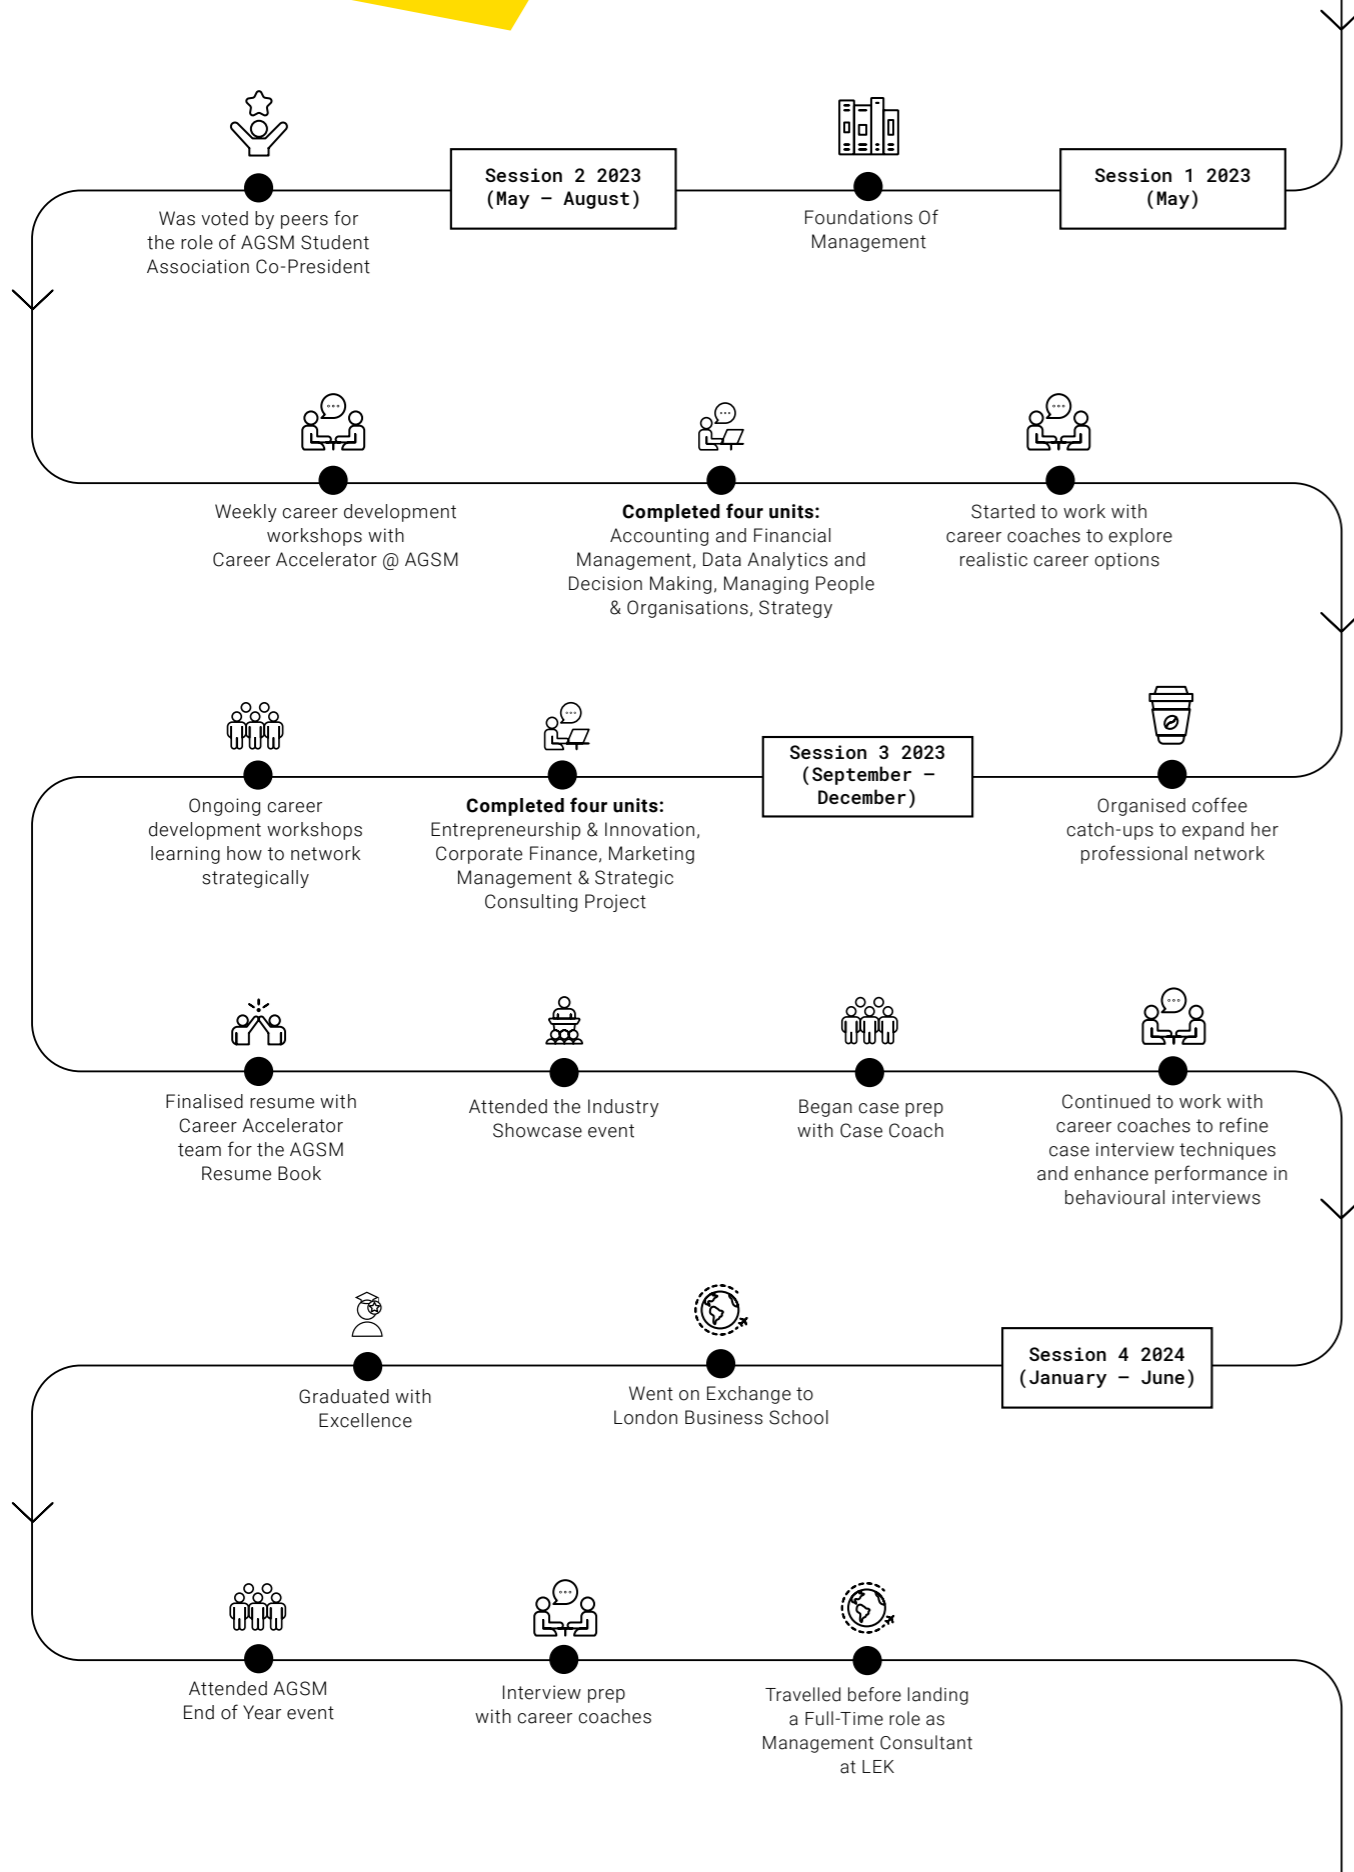 Session 1 2023
(May)
Foundations Of
Management
Session 2 2023
(May – August)
Was voted by peers for
the role of AGSM Student
Association Co-President
Weekly career development
workshops with
Career Accelerator @ AGSM
Completed four units:
Accounting and Financial
Management, Data Analytics and
Decision Making, Managing People
& Organisations, Strategy
Started to work with
career coaches to explore
realistic career options
Organised coffee
catch-ups to expand her
professional network
Session 3 2023
(September –
December)
Completed four units:
Entrepreneurship & Innovation,
Corporate Finance, Marketing
Management & Strategic
Consulting Project
Ongoing career
development workshops
learning how to network
strategically
Finalised resume with
Career Accelerator
team for the AGSM
Resume Book
Attended the Industry
Showcase event
Began case prep
with Case Coach
Continued to work with
career coaches to refine
case interview techniques
and enhance performance in
behavioural interviews
Session 4 2024
(January – June)
Went on Exchange to
London Business School
Graduated with
Excellence
Attended AGSM
End of Year event
Interview prep
with career coaches
Travelled before landing
a Full-Time role as
Management Consultant
at LEK